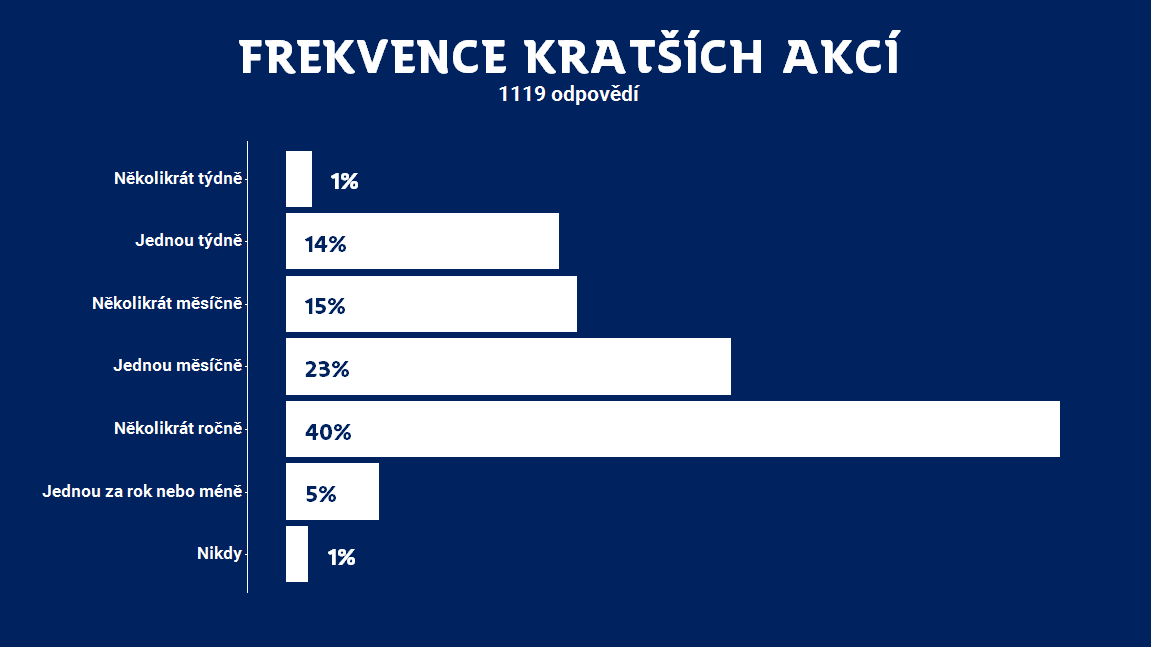 FREKVENCE KRATŠÍCH AKCÍ
1119 odpovědí
Několikrát týdně 1%
Jednou týdně 14%
Několikrát měsíčně 15%
Jednou měsíčně 23%
Několikrát ročně 40%
Jednou za rok nebo méně 5%
Nikdy 1%